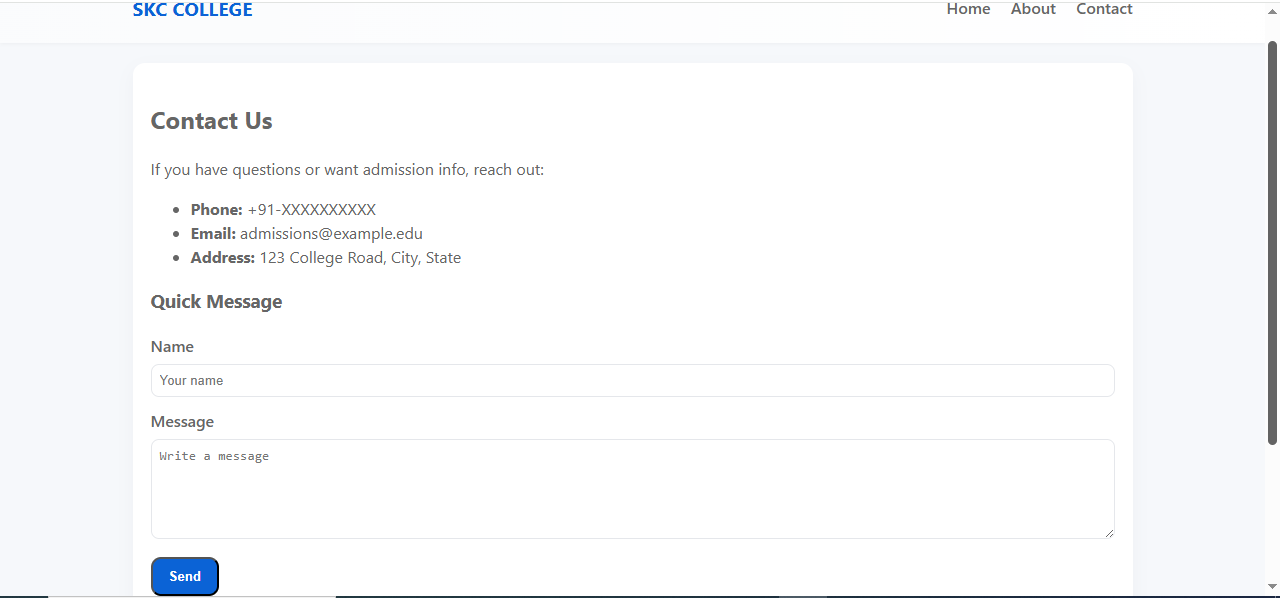 SKC COLLEGE
Home About Contact
Contact Us
If you have questions or want admission info, reach out:
Phone: +91-XXXXXXXXXX
Email: admissions@example.edu
Address: 123 College Road, City, State
Quick Message
Name
Your name
Message
Write a message
Send